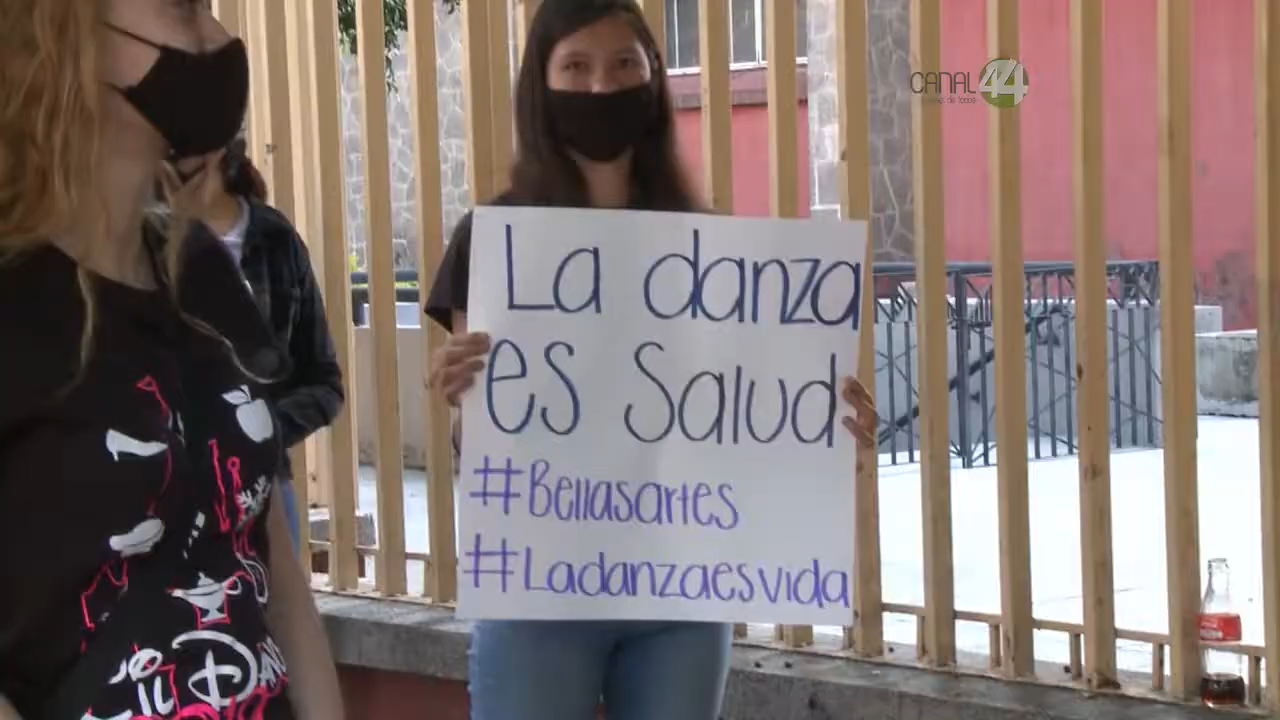 CANAL 44
La danza
es Salud
#Bellasartes
#Ladanzaesvida